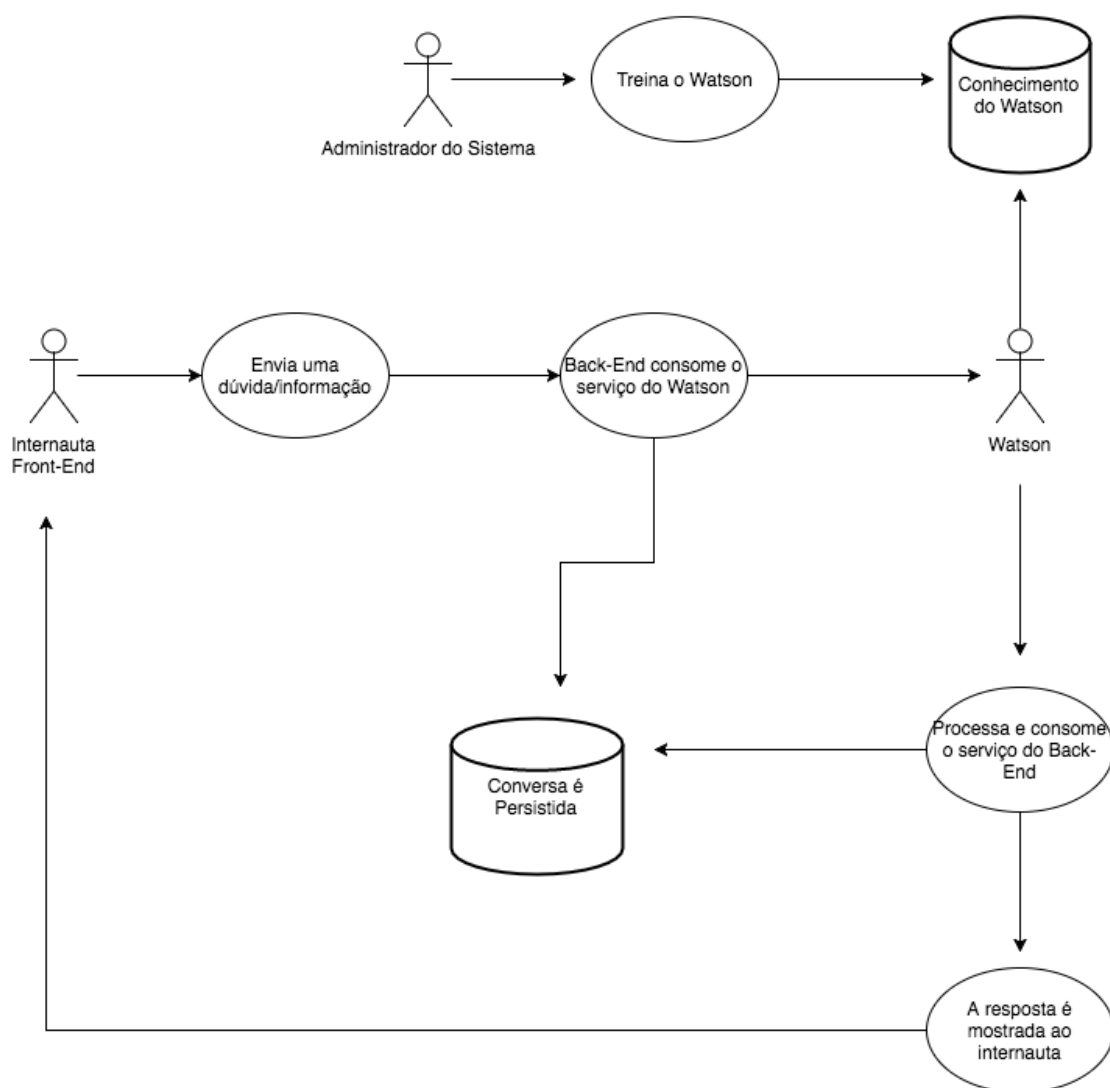 Treina o Watson
Conhecimento
do Watson
Administrador do Sistema
Envia uma
dúvida/informação
Back-End consome o
serviço do Watson
Internauta
Front-End
Watson
Processa e consome
o serviço do Back-
End
Conversa é
Persistida
A resposta é
mostrada ao
internauta